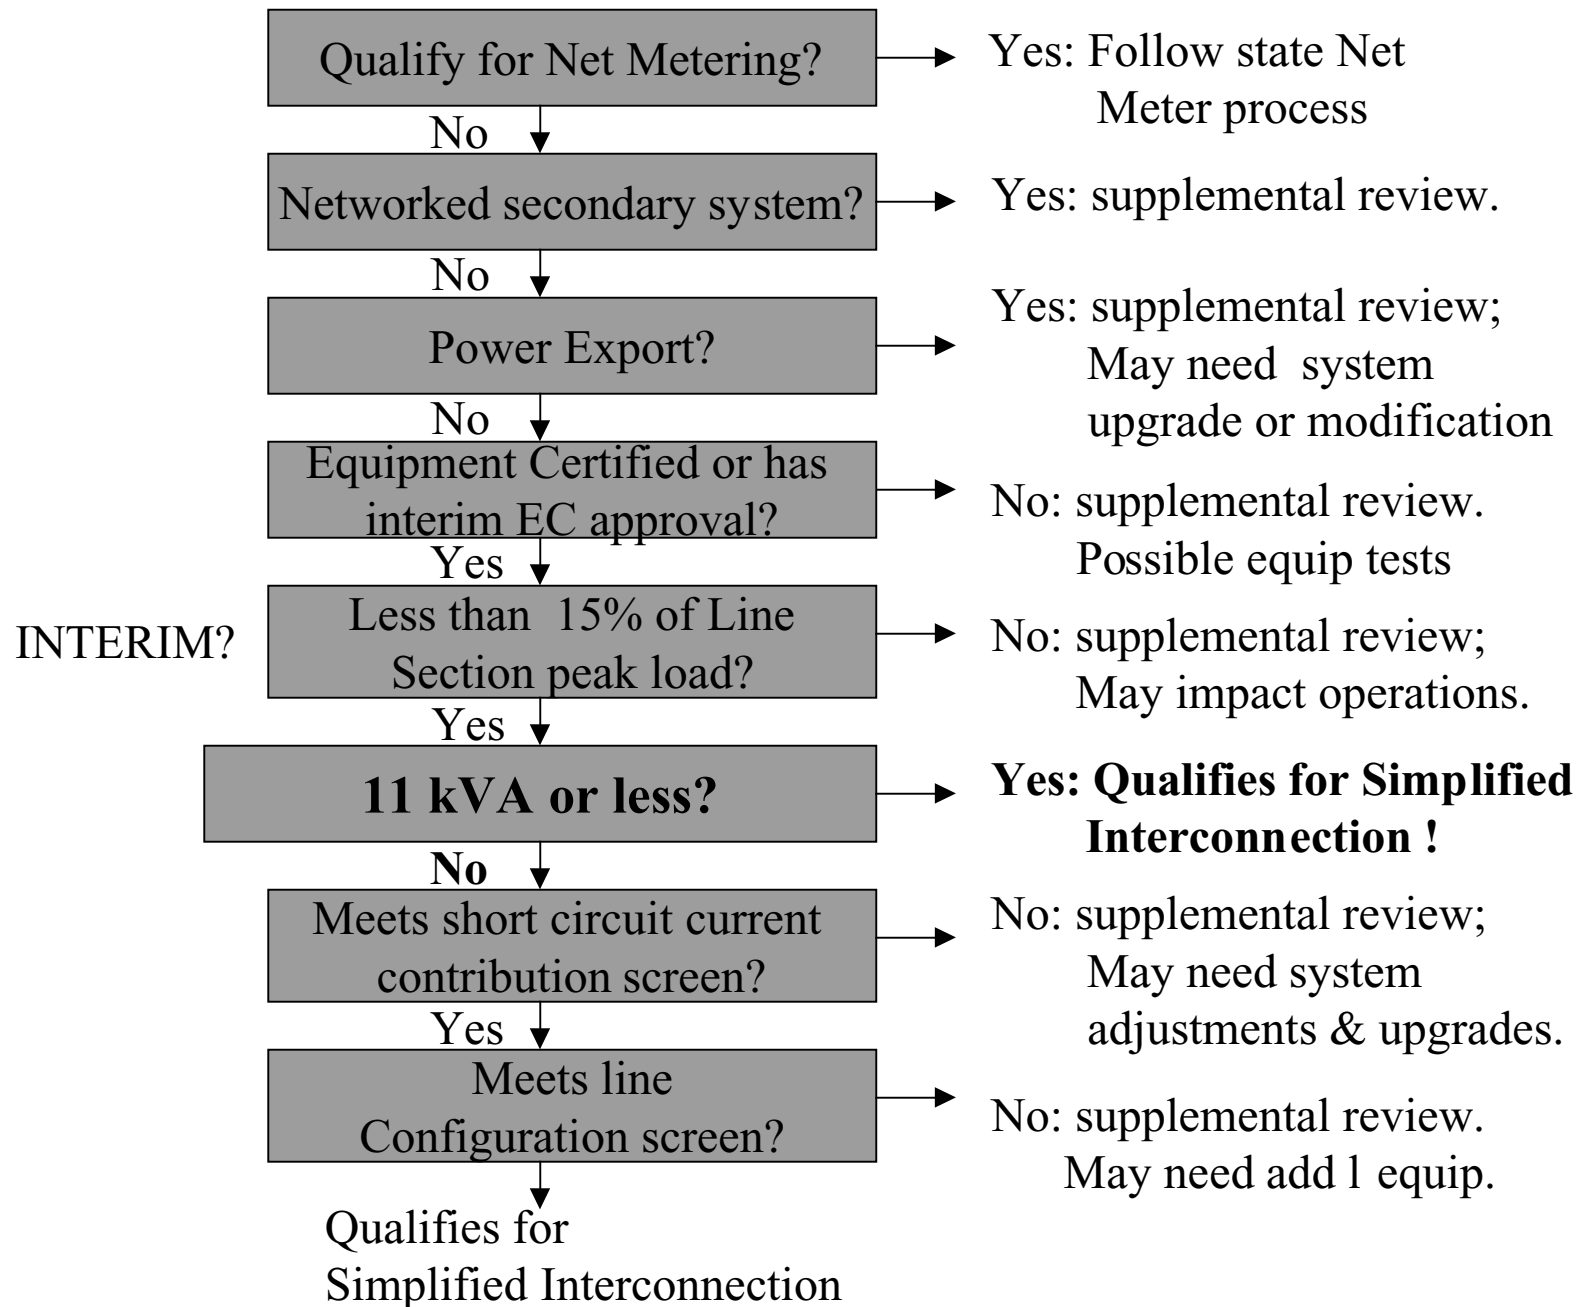 Qualify for Net Metering?
Yes: Follow state Net
Meter process
No
Networked secondary system?
Yes: supplemental review.
No
Power Export?
Yes: supplemental review;
May need system
upgrade or modification
No
Equipment Certified or has
interim EC approval?
No: supplemental review.
Possible equip tests
Yes
INTERIM?
Less than 15% of Line
Section peak load?
No: supplemental review;
May impact operations.
Yes
11 kVA or less?
Yes: Qualifies for Simplified
Interconnection !
No
Meets short circuit current
contribution screen?
No: supplemental review;
May need system
adjustments & upgrades.
Yes
Meets line
Configuration screen?
No: supplemental review.
May need add l equip.
Qualifies for
Simplified Interconnection